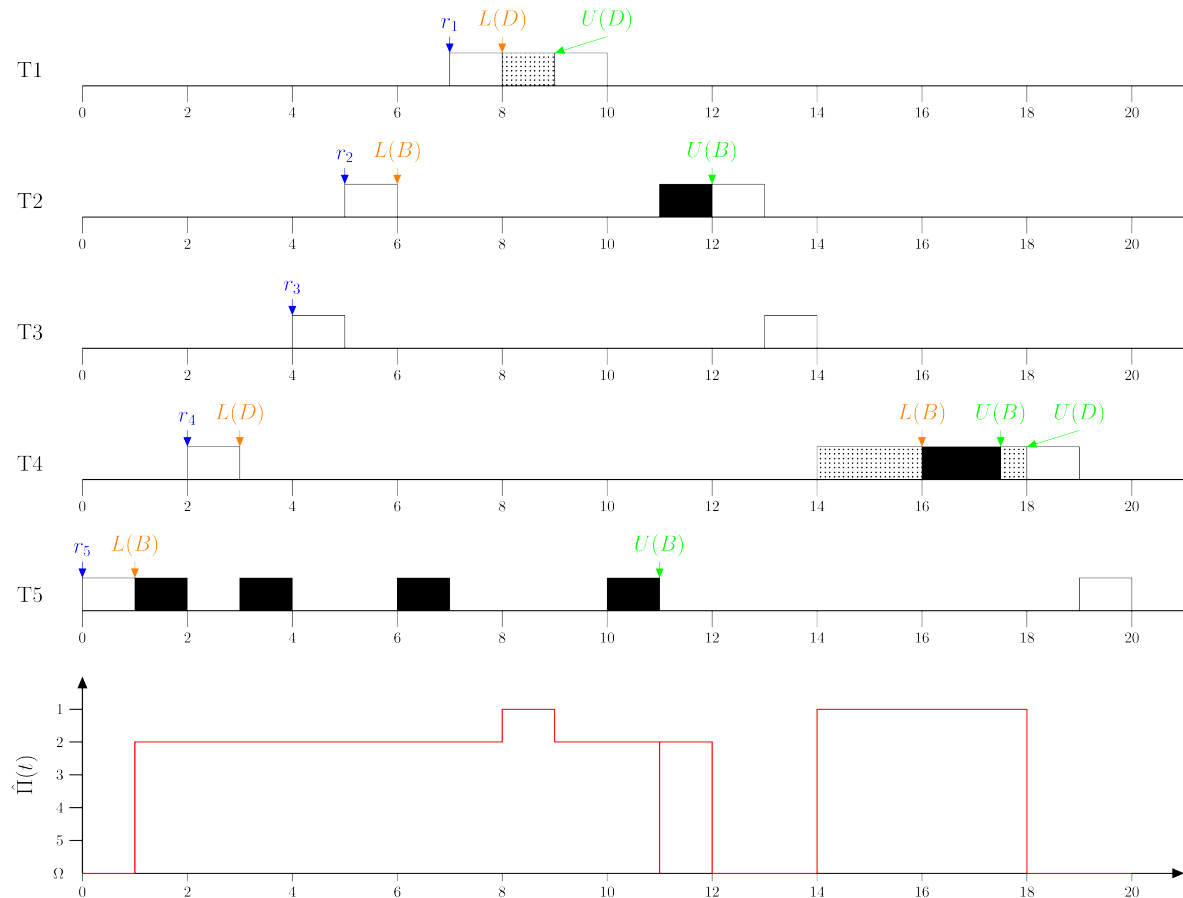 r₁ L(D) U(D)
T1
0 2 4 6 8 10 12 14 16 18 20
r₂ L(B) U(B)
T2
0 2 4 6 8 10 12 14 16 18 20
r₃
T3
0 2 4 6 8 10 12 14 16 18 20
r₄ L(D) L(B) U(B) U(D)
T4
0 2 4 6 8 10 12 14 16 18 20
r₅ L(B) U(B)
T5
0 2 4 6 8 10 12 14 16 18 20
1
2
3
4
5
Ω
Π̂(t)
0 2 4 6 8 10 12 14 16 18 20